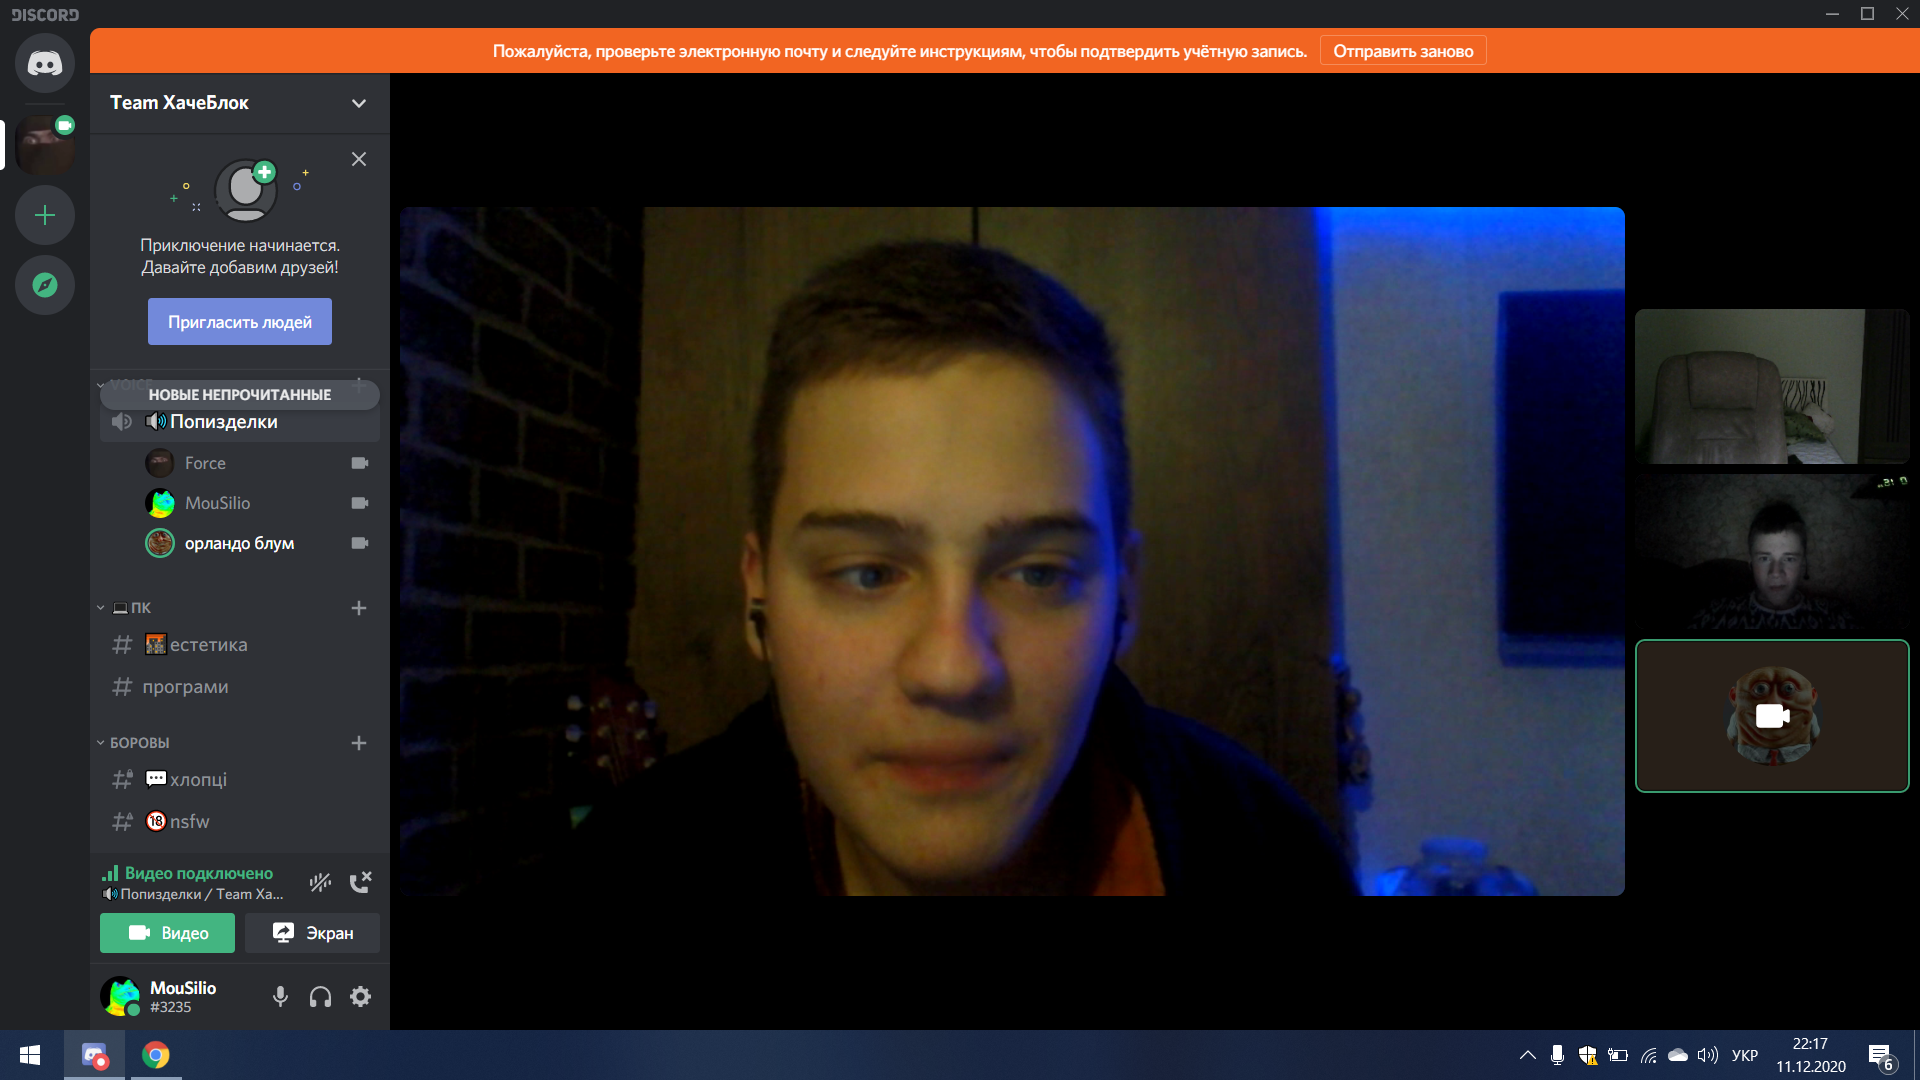 DISCORD
Пожалуйста, проверьте электронную почту и следуйте инструкциям, чтобы подтвердить учётную запись.
Отправить заново
Team ХачеБлок
Приключение начинается.
Давайте добавим друзей!
Пригласить людей
VOICE
НОВЫЕ НЕПРОЧИТАННЫЕ
Попизделки
Force
MouSilio
орландо блум
ПК
естетика
програми
БОРОВЫ
хлопці
18 nsfw
Видео подключено
Попизделки / Team Ха...
Видео
Экран
MouSilio
#3235
УКР
22:17
11.12.2020
6